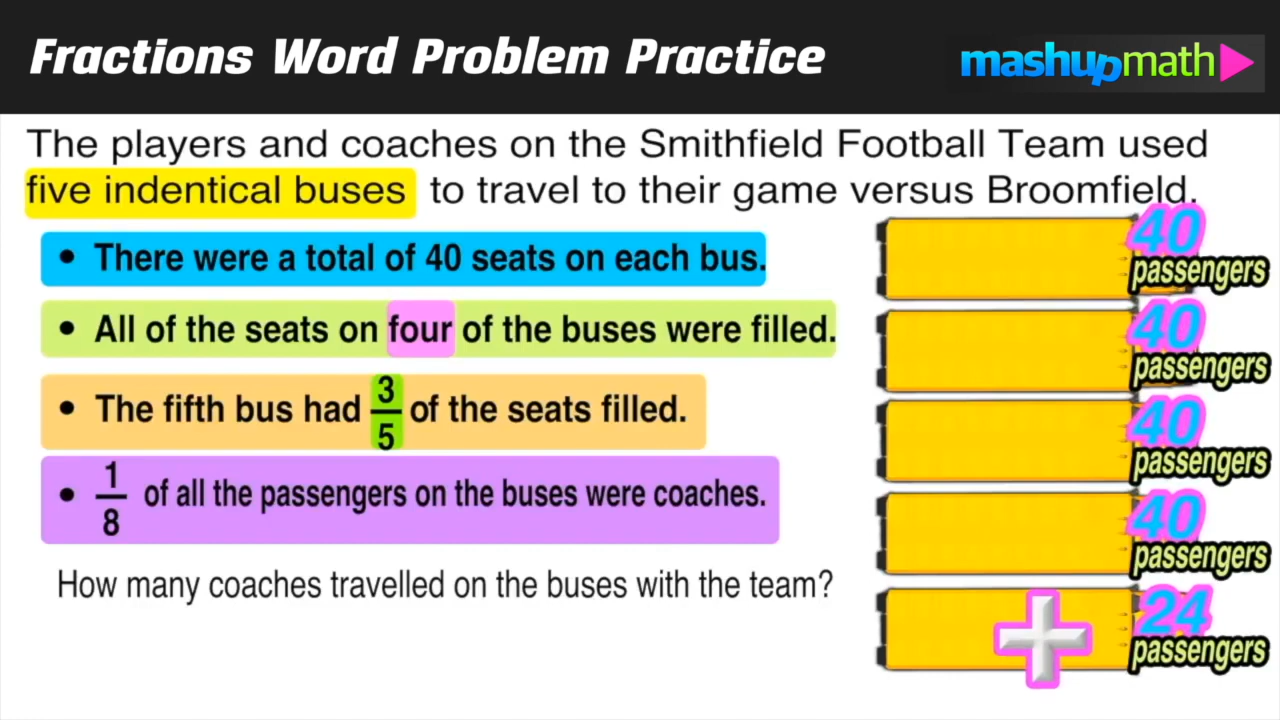 Fractions Word Problem Practice
mashupmath
The players and coaches on the Smithfield Football Team used
five indentical buses to travel to their game versus Broomfield.
• There were a total of 40 seats on each bus.
• All of the seats on four of the buses were filled.
• The fifth bus had 3/5 of the seats filled.
• 1/8 of all the passengers on the buses were coaches.
How many coaches travelled on the buses with the team?
40
passengers
40
passengers
40
passengers
40
passengers
+ 24
passengers